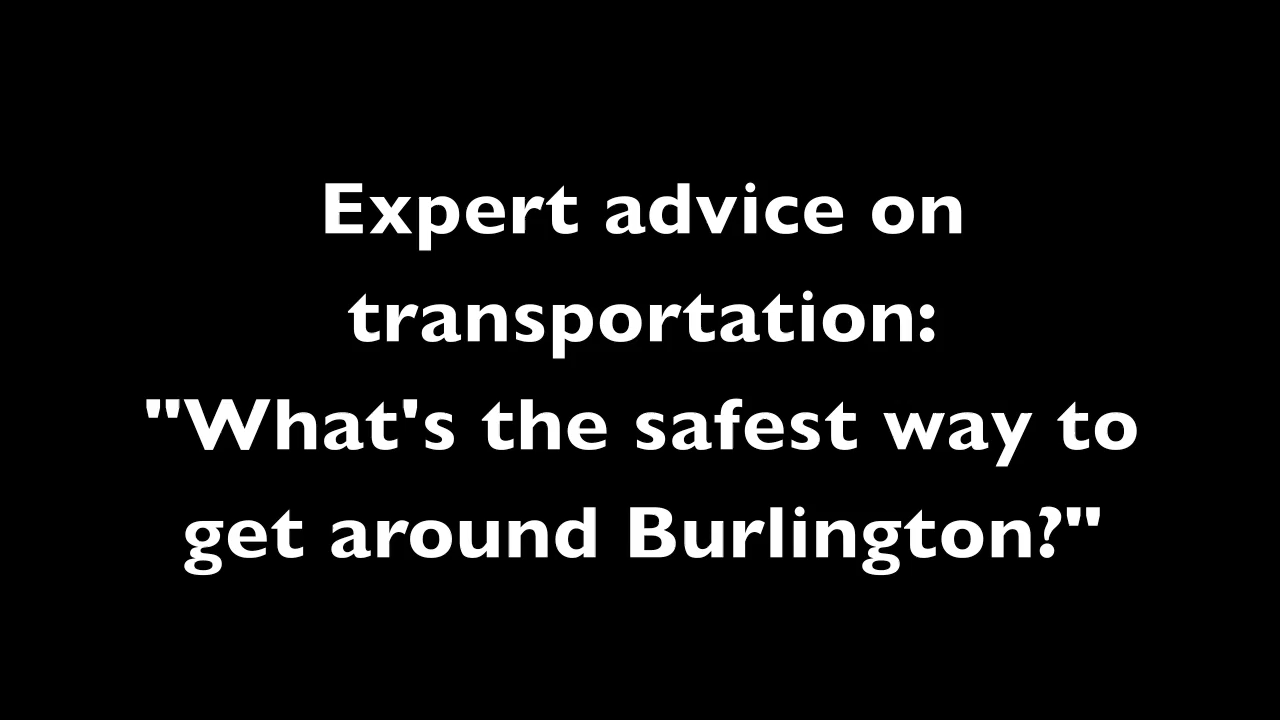 Expert advice on
transportation:
"What's the safest way to
get around Burlington?"